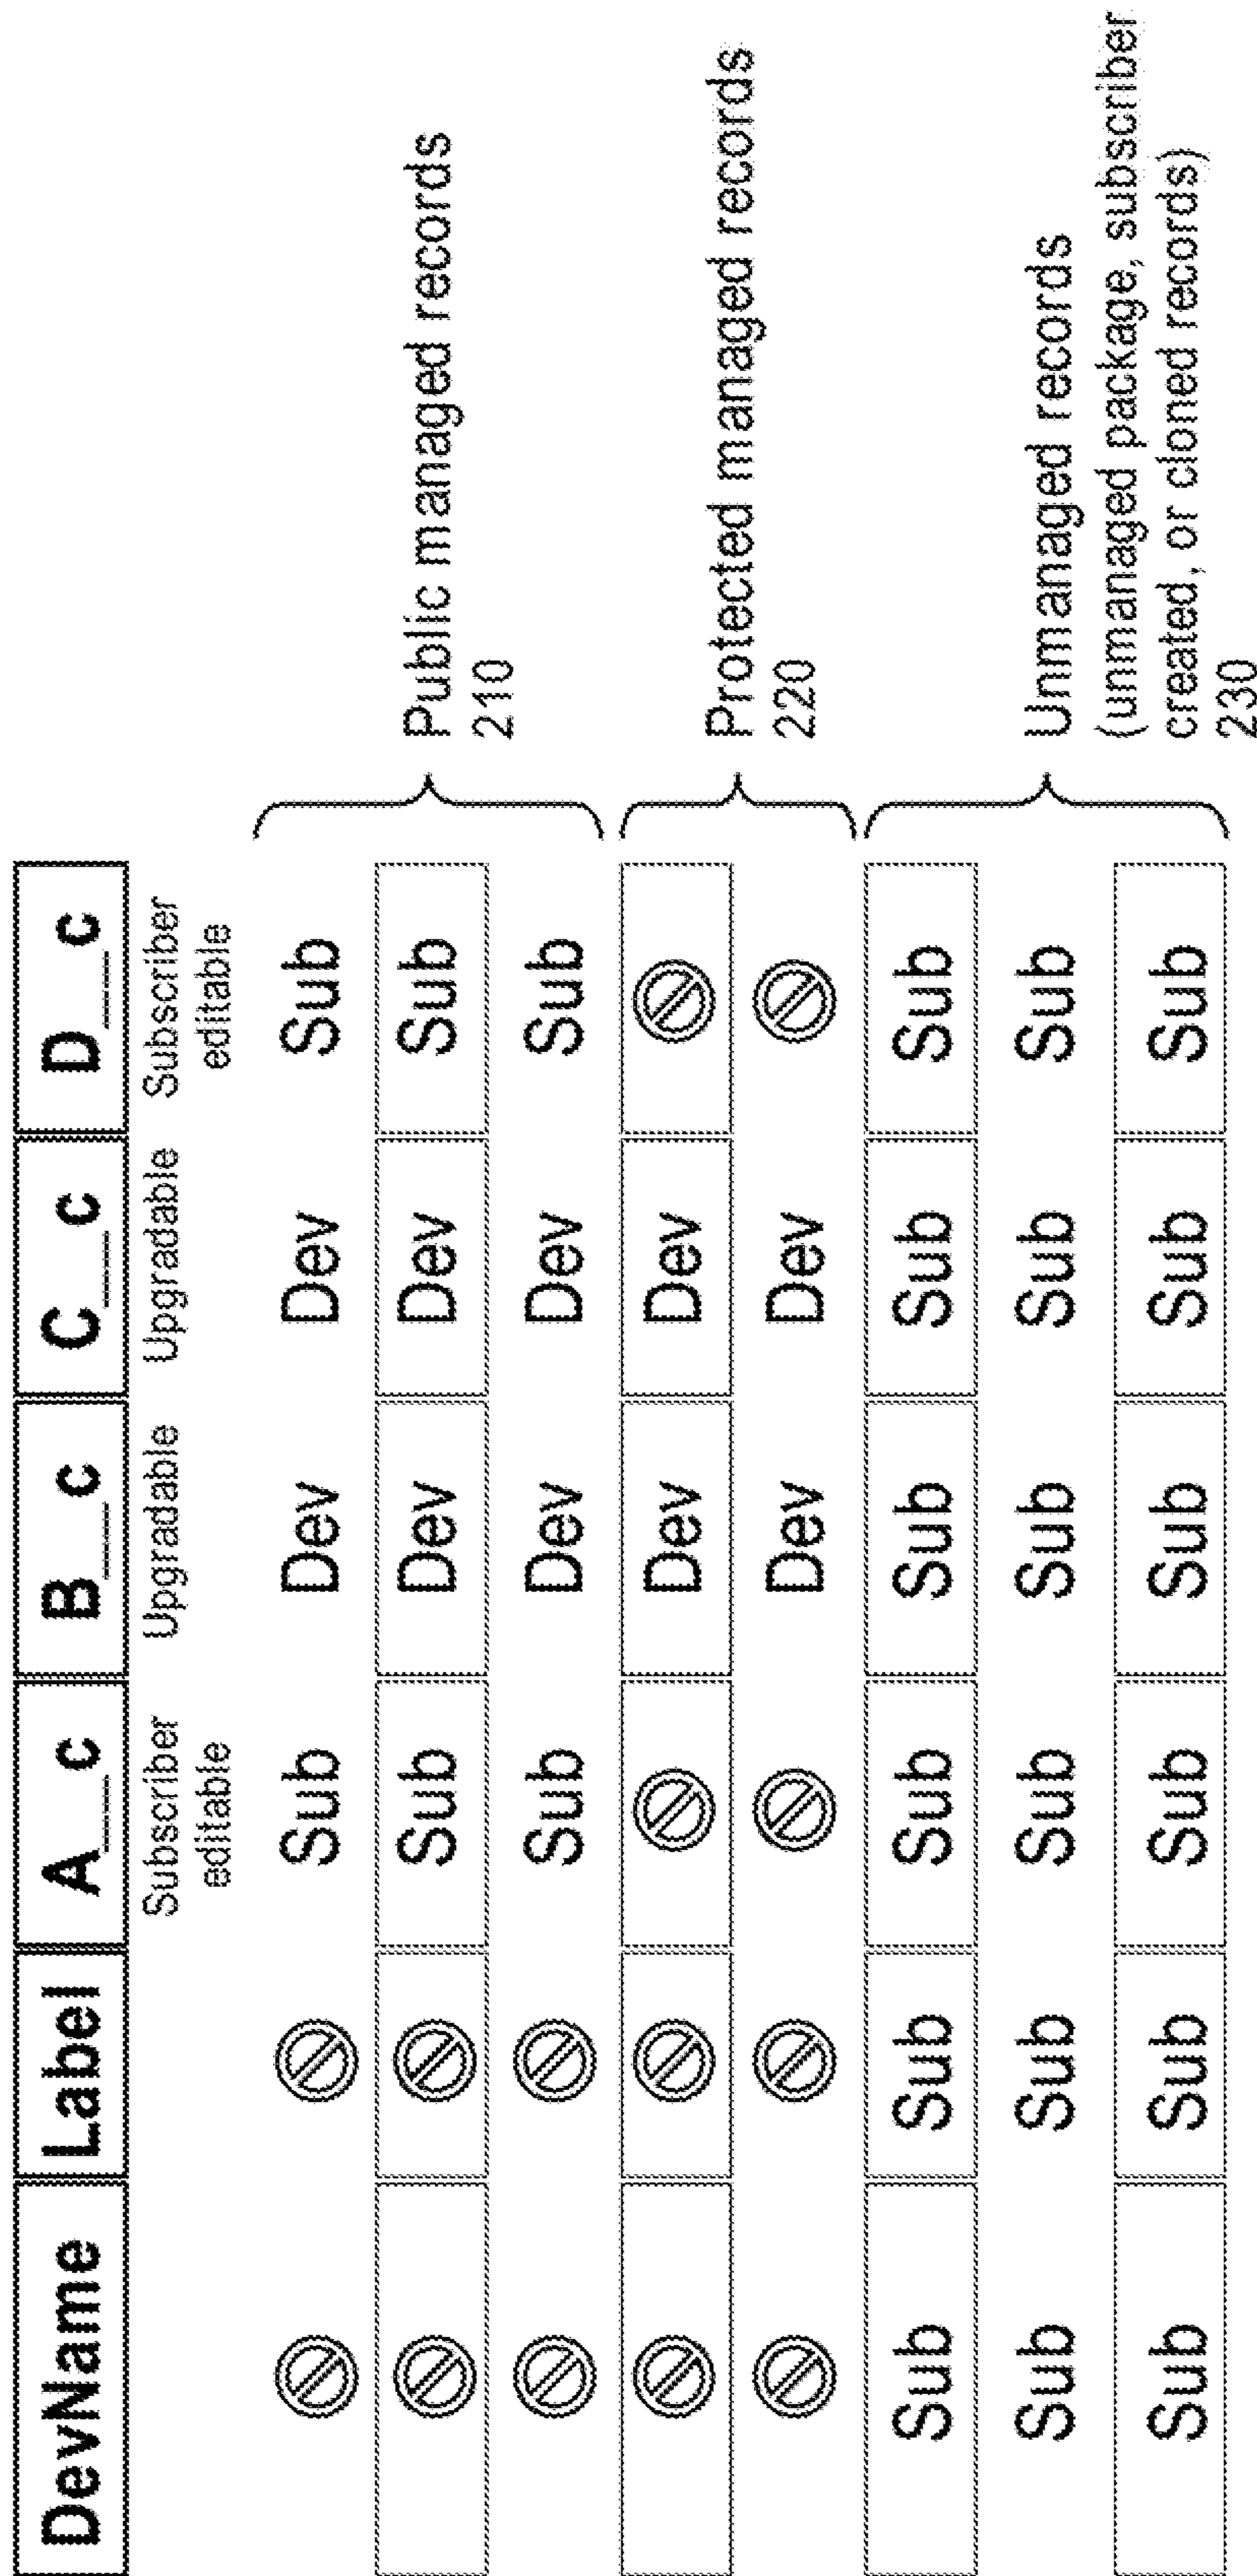 DevName Label A__c B__c C__c D__c
Subscriber editable Upgradable Upgradable Subscriber editable
Sub Dev Dev Sub
Sub Dev Dev Sub
Sub Dev Dev Sub
Public managed records
210
Dev Dev
Dev Dev
Protected managed records
220
Sub Sub Sub Sub Sub Sub
Sub Sub Sub Sub Sub Sub
Sub Sub Sub Sub Sub Sub
Unmanaged records
(unmanaged package, subscriber
created, or cloned records)
230